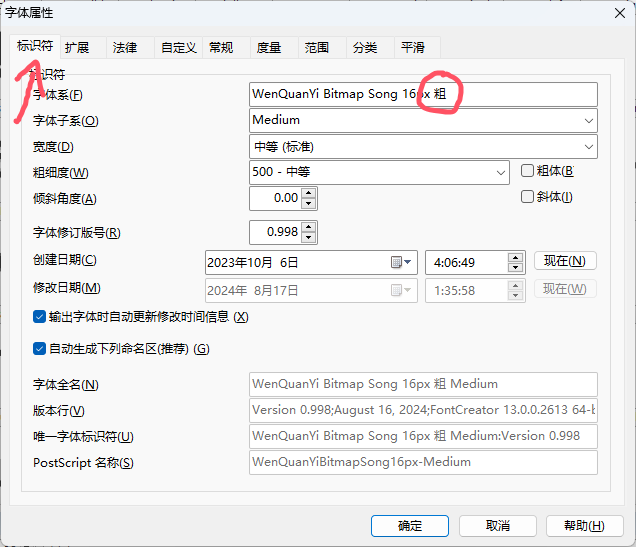 字体属性
标识符 扩展 法律 自定义 常规 度量 范围 分类 平滑
标识符
字体系(F) WenQuanYi Bitmap Song 16px 粗
字体子系(O) Medium
宽度(D) 中等 (标准)
粗细度(W) 500 - 中等 粗体(B
倾斜角度(A) 0.00 斜体(I)
字体修订版号(R) 0.998
创建日期(C) 2023年10月 6日 4:06:49 现在(N)
修改日期(M) 2024年 8月17日 1:35:58 现在(W)
输出字体时自动更新修改时间信息 (X)
自动生成下列命名区(推荐) (G)
字体全名(N) WenQuanYi Bitmap Song 16px 粗 Medium
版本行(V) Version 0.998;August 16, 2024;FontCreator 13.0.0.2613 64-b
唯一字体标识符(U) WenQuanYi Bitmap Song 16px 粗 Medium:Version 0.998
PostScript 名称(S) WenQuanYiBitmapSong16px-Medium
确定 取消 帮助(H)